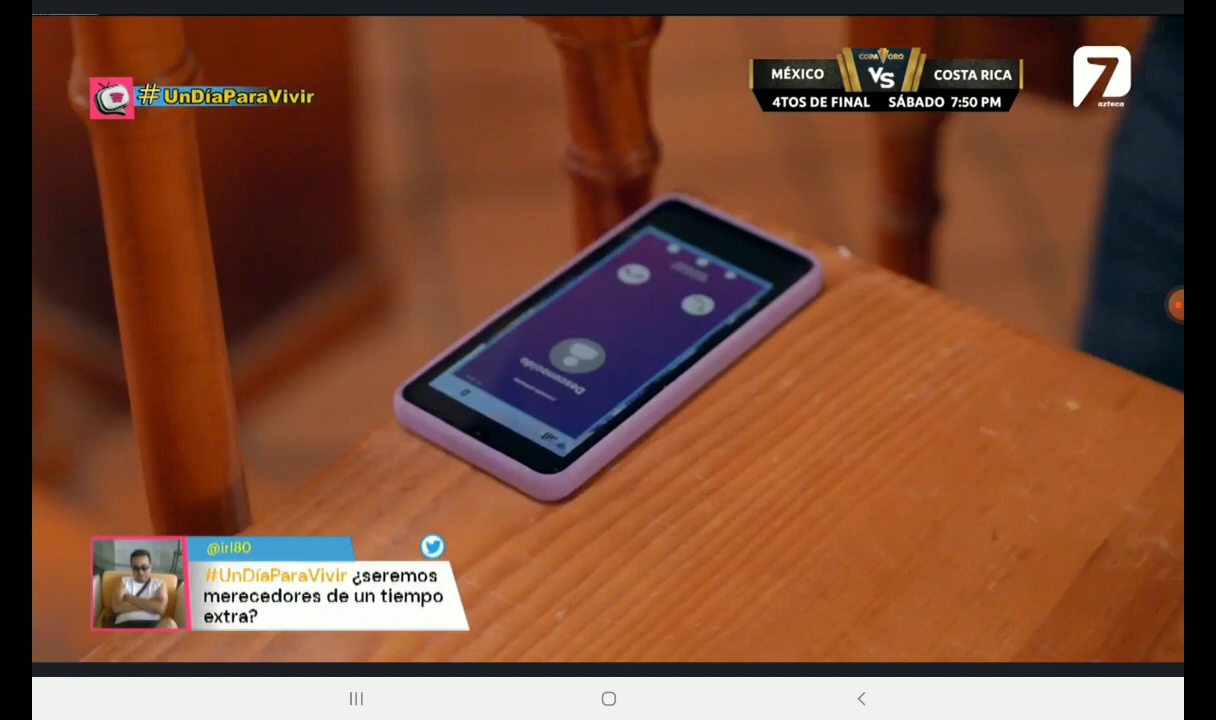 #UnDíaParaVivir
COPA ORO
MÉXICO VS COSTA RICA
4TOS DE FINAL SÁBADO 7:50 PM
7
azteca
Desconocido
@irl80
#UnDíaParaVivir ¿seremos
merecedores de un tiempo
extra?